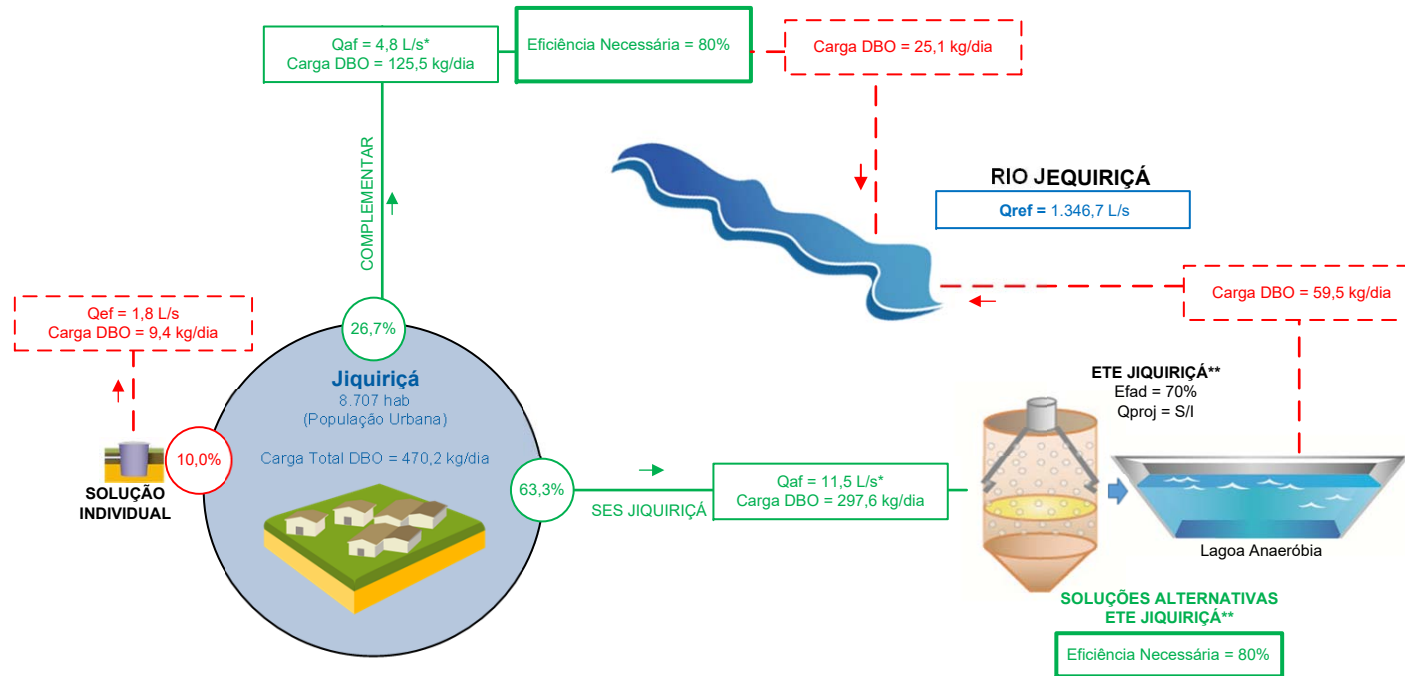 Qaf = 4,8 L/s*
Carga DBO = 125,5 kg/dia
Eficiência Necessária = 80%
Carga DBO = 25,1 kg/dia
COMPLEMENTAR
RIO JEQUIRIÇÁ
Qref = 1.346,7 L/s
Carga DBO = 59,5 kg/dia
Qef = 1,8 L/s
Carga DBO = 9,4 kg/dia
26,7%
Jiquiriçá
8.707 hab
(População Urbana)
Carga Total DBO = 470,2 kg/dia
10,0%
SOLUÇÃO
INDIVIDUAL
63,3%
SES JIQUIRIÇÁ
Qaf = 11,5 L/s*
Carga DBO = 297,6 kg/dia
ETE JIQUIRIÇÁ**
Efad = 70%
Qproj = S/I
Lagoa Anaeróbia
SOLUÇÕES ALTERNATIVAS
ETE JIQUIRIÇÁ**
Eficiência Necessária = 80%